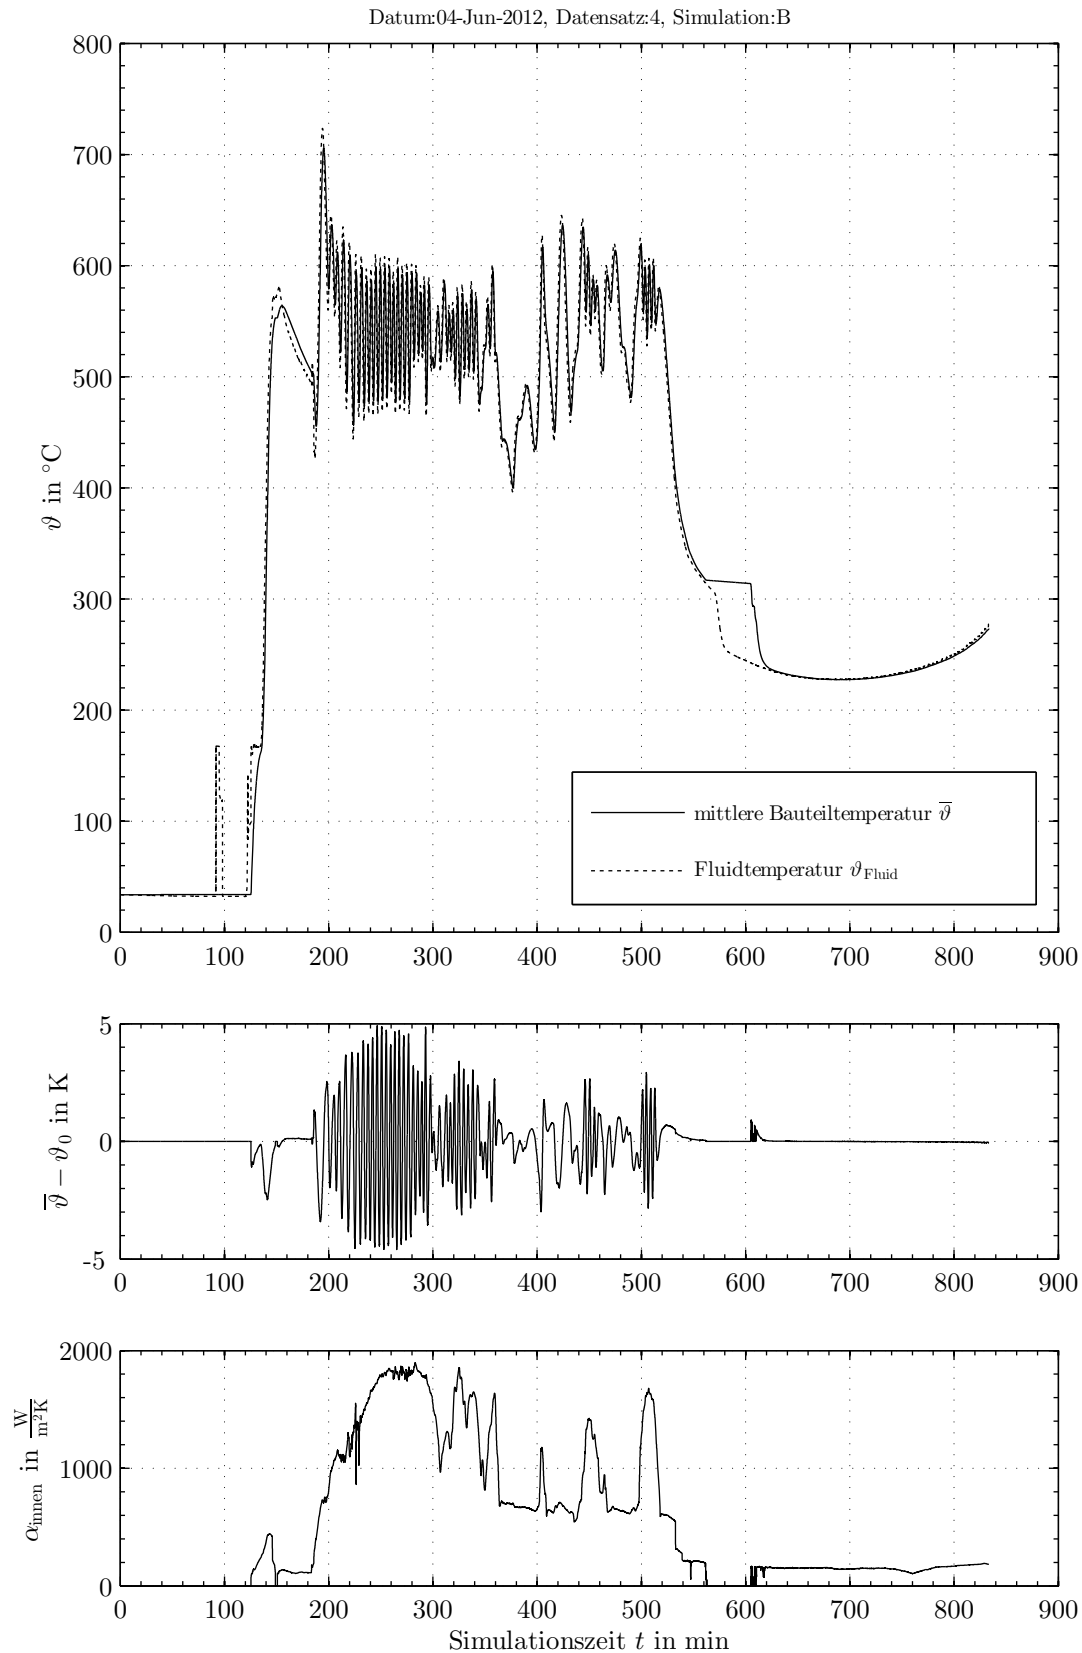 Datum:04-Jun-2012, Datensatz:4, Simulation:B
800
700
600
500
400
300
200
100
0
ϑ in °C
mittlere Bauteiltemperatur ϑ̅
Fluidtemperatur ϑ_Fluid
0 100 200 300 400 500 600 700 800 900
5
0
-5
ϑ̅ − ϑ₀ in K
0 100 200 300 400 500 600 700 800 900
2000
1000
0
α_innen in W/m²K
0 100 200 300 400 500 600 700 800 900
Simulationszeit t in min